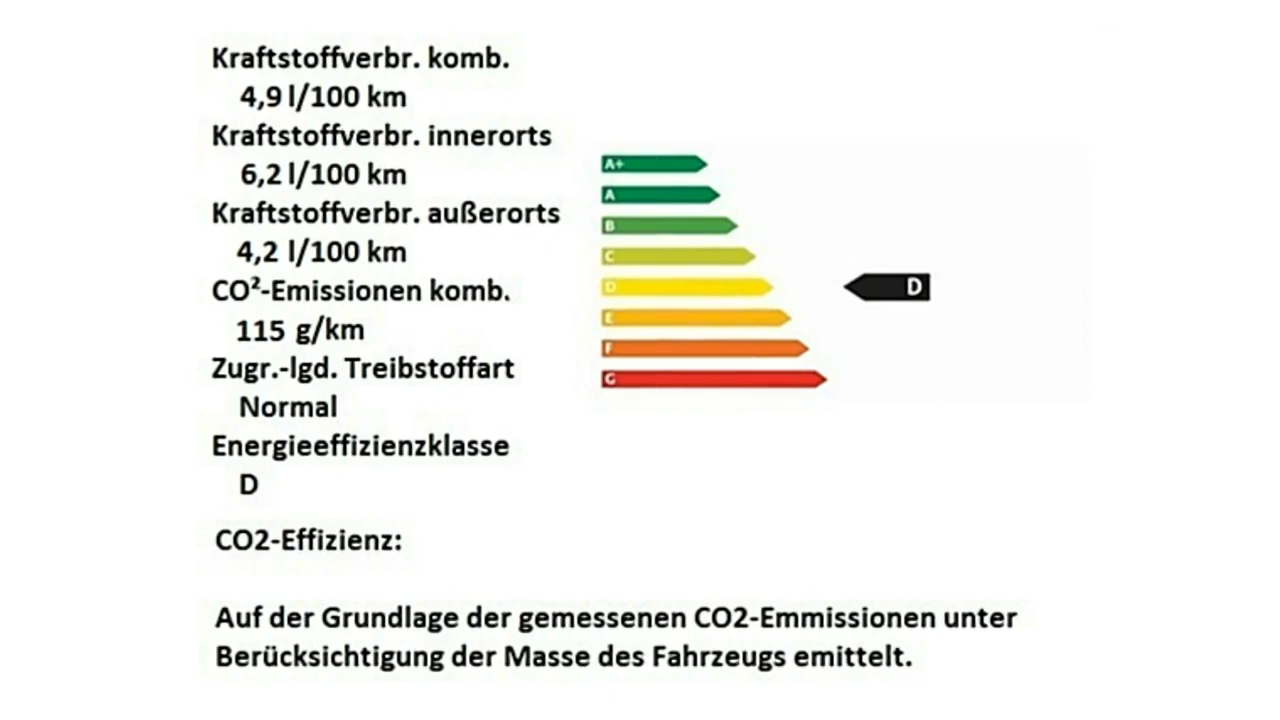 Kraftstoffverbr. komb.
4,9 l/100 km
Kraftstoffverbr. innerorts
6,2 l/100 km
Kraftstoffverbr. außerorts
4,2 l/100 km
CO²-Emissionen komb.
115 g/km
Zugr.-lgd. Treibstoffart
Normal
Energieeffizienzklasse
D
A+
A
B
C
D
E
F
G
D
CO2-Effizienz:
Auf der Grundlage der gemessenen CO2-Emmissionen unter
Berücksichtigung der Masse des Fahrzeugs emittelt.